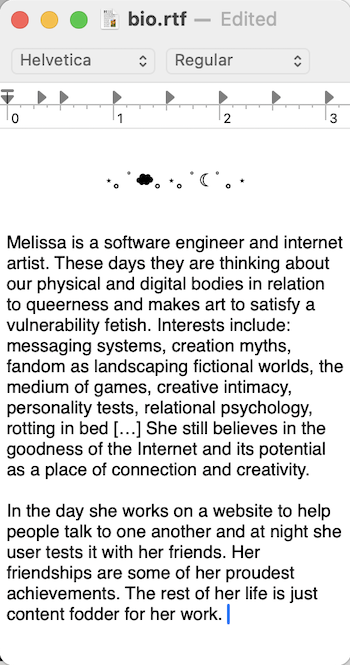 bio.rtf — Edited
Helvetica Regular
0 1 2 3
⋆｡ ﾟ☁︎｡ ⋆｡ ﾟ☾ ﾟ｡ ⋆
Melissa is a software engineer and internet
artist. These days they are thinking about
our physical and digital bodies in relation
to queerness and makes art to satisfy a
vulnerability fetish. Interests include:
messaging systems, creation myths,
fandom as landscaping fictional worlds, the
medium of games, creative intimacy,
personality tests, relational psychology,
rotting in bed […] She still believes in the
goodness of the Internet and its potential
as a place of connection and creativity.
In the day she works on a website to help
people talk to one another and at night she
user tests it with her friends. Her
friendships are some of her proudest
achievements. The rest of her life is just
content fodder for her work.